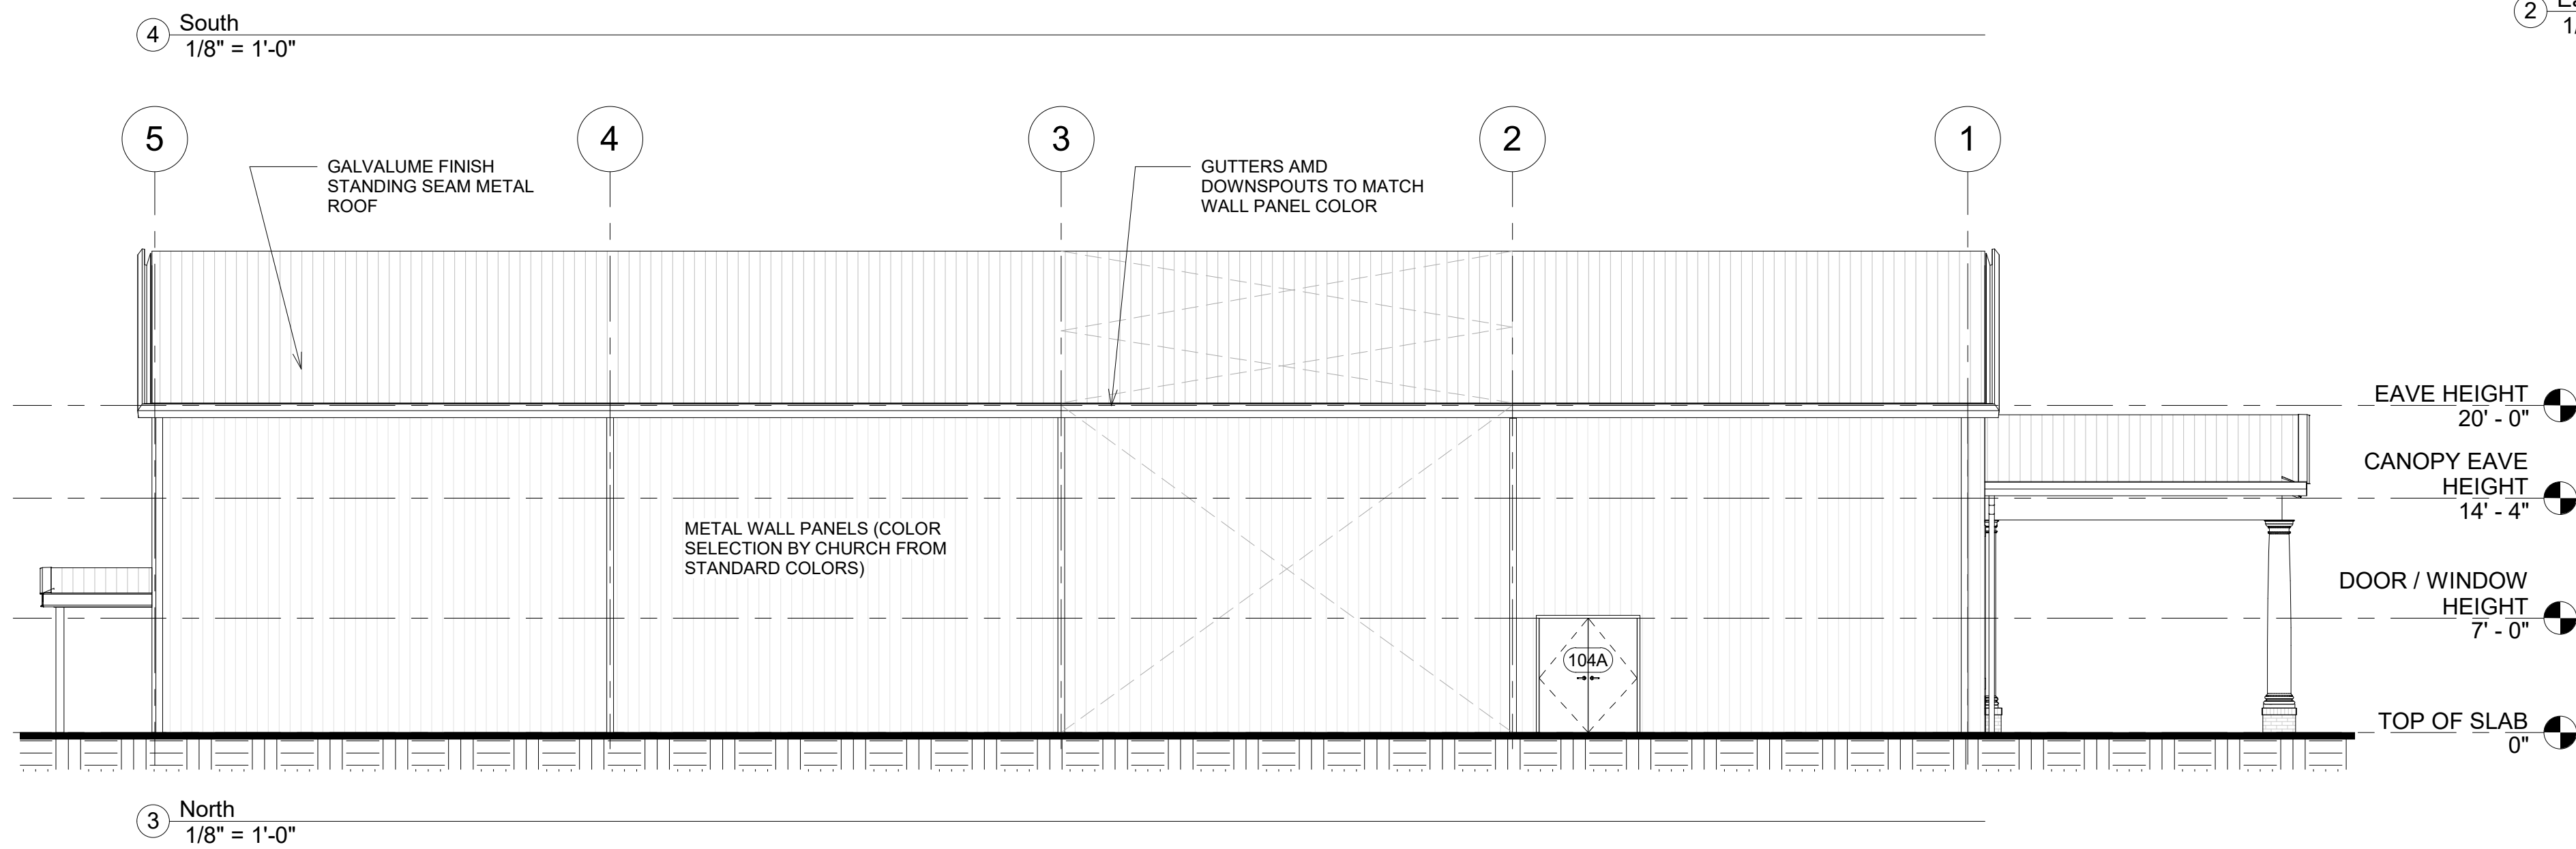 4 South
1/8" = 1'-0"
2
5
4
3
2
1
GALVALUME FINISH
STANDING SEAM METAL
ROOF
GUTTERS AMD
DOWNSPOUTS TO MATCH
WALL PANEL COLOR
EAVE HEIGHT
20' - 0"
CANOPY EAVE
HEIGHT
14' - 4"
METAL WALL PANELS (COLOR
SELECTION BY CHURCH FROM
STANDARD COLORS)
DOOR / WINDOW
HEIGHT
7' - 0"
104A
TOP OF SLAB
0"
3 North
1/8" = 1'-0"